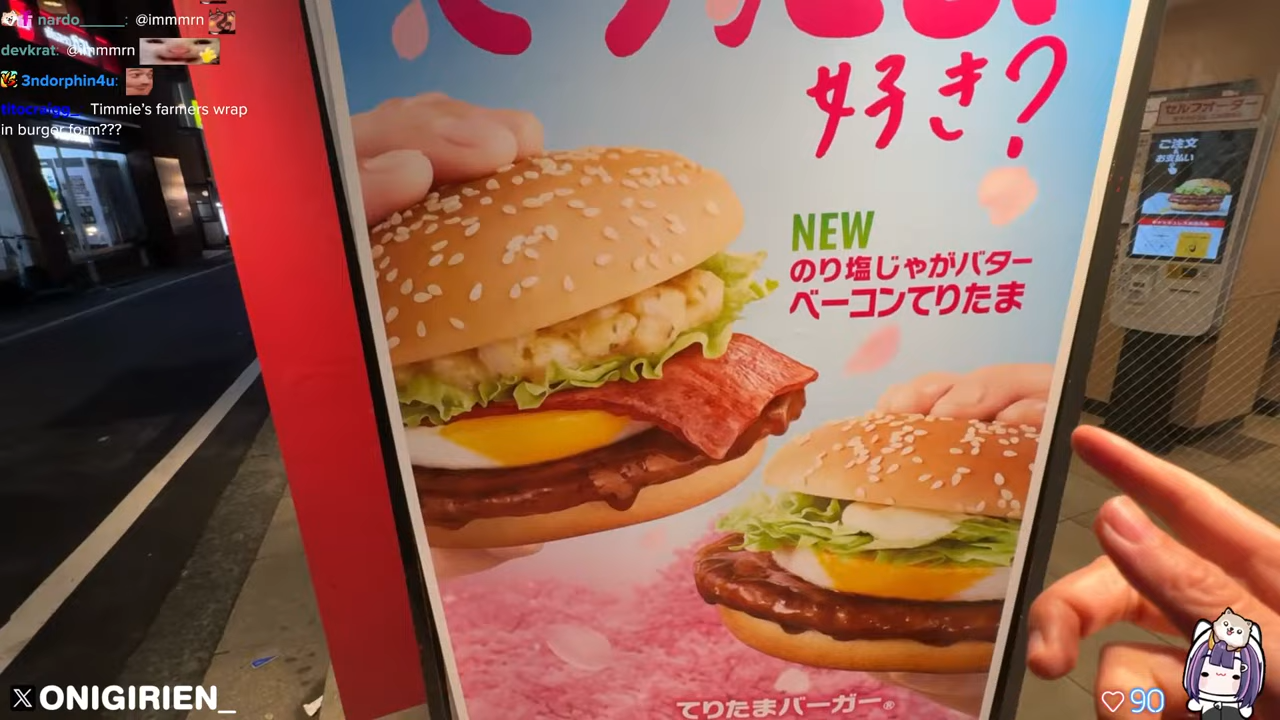 nardo_____: @immmrn
devkrat: @immmrn
3ndorphin4u:
Timmie's farmers wrap
in burger form???
好き?
NEW
のり塩じゃがバター
ベーコンてりたま
セルフオーダー
ご注文
お支払い
てりたまバーガー®
X ONIGIRIEN_
♡ 90